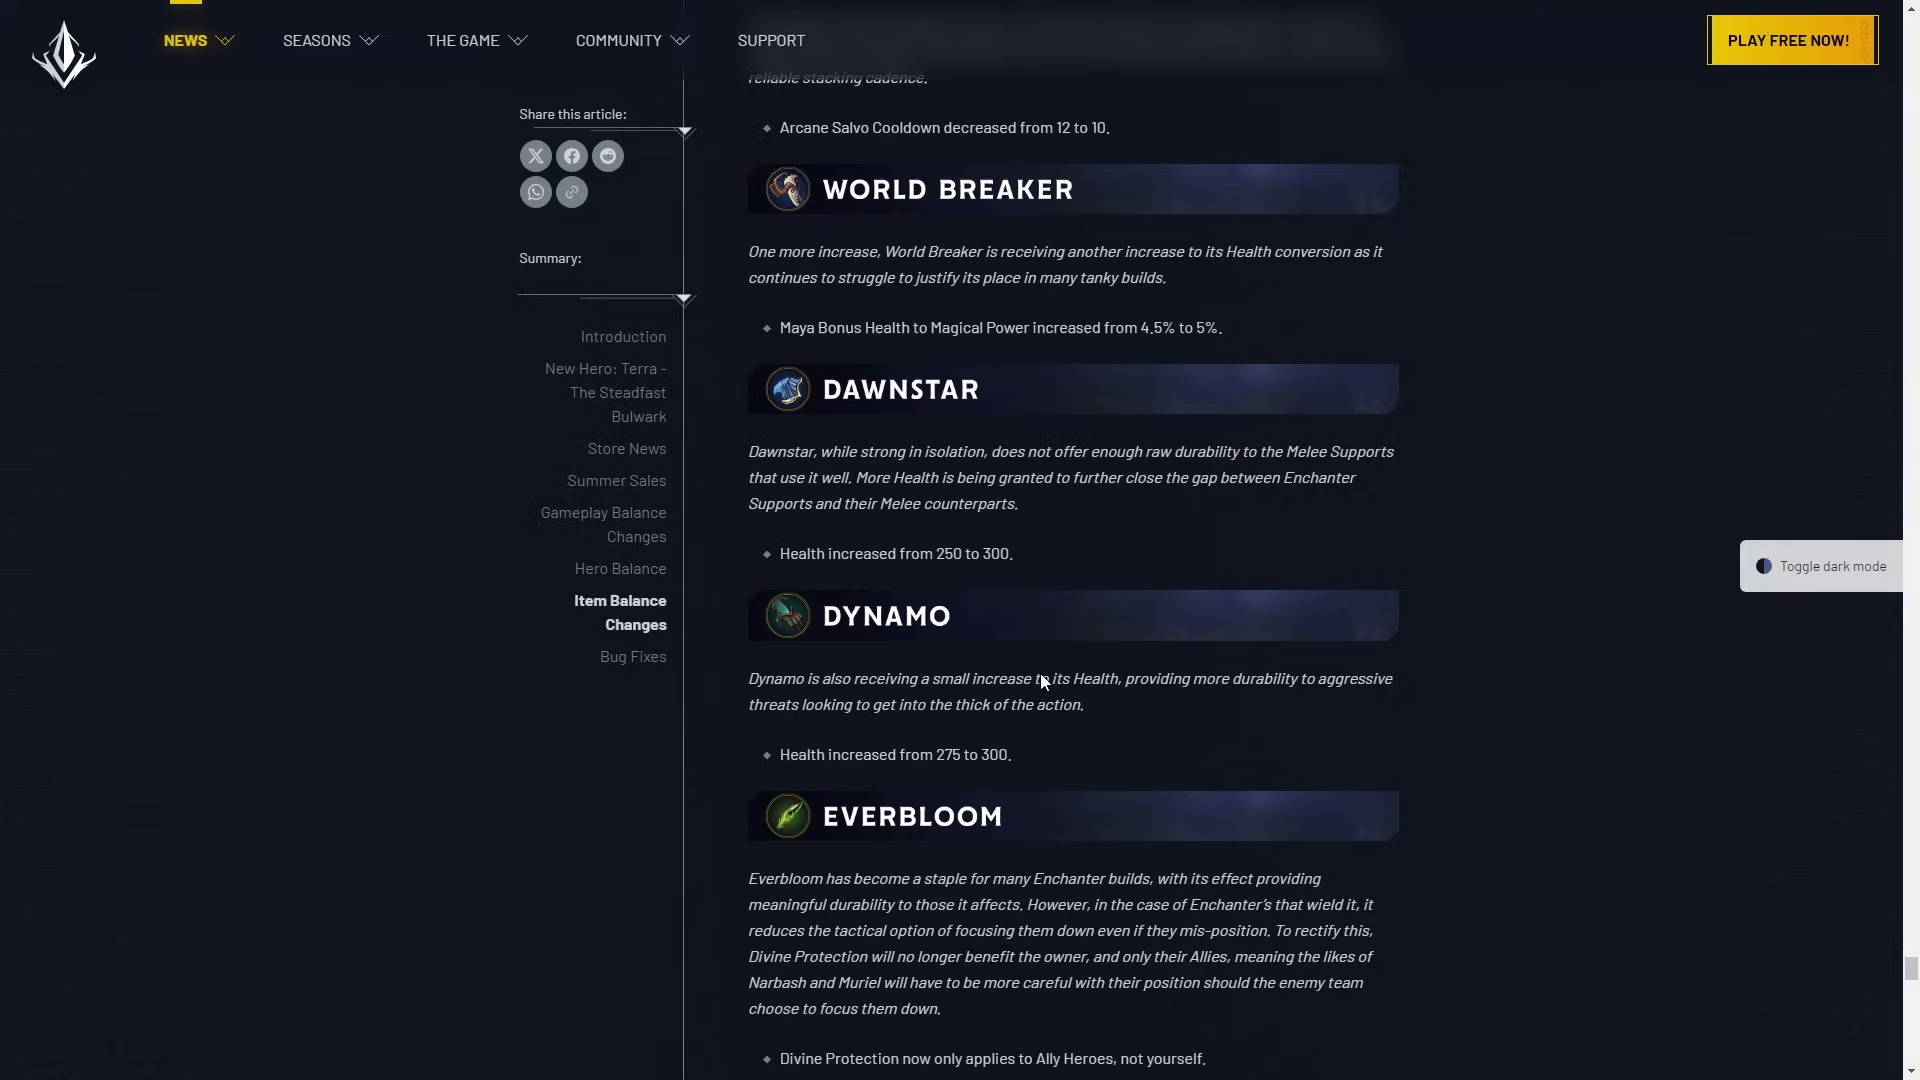 NEWS
SEASONS
THE GAME
COMMUNITY
SUPPORT
PLAY FREE NOW!
Share this article:
Summary:
Introduction
New Hero: Terra -
The Steadfast
Bulwark
Store News
Summer Sales
Gameplay Balance
Changes
Hero Balance
Item Balance
Changes
Bug Fixes
reliable stacking cadence.
Arcane Salvo Cooldown decreased from 12 to 10.
WORLD BREAKER
One more increase, World Breaker is receiving another increase to its Health conversion as it
continues to struggle to justify its place in many tanky builds.
Maya Bonus Health to Magical Power increased from 4.5% to 5%.
DAWNSTAR
Dawnstar, while strong in isolation, does not offer enough raw durability to the Melee Supports
that use it well. More Health is being granted to further close the gap between Enchanter
Supports and their Melee counterparts.
Health increased from 250 to 300.
DYNAMO
Dynamo is also receiving a small increase to its Health, providing more durability to aggressive
threats looking to get into the thick of the action.
Health increased from 275 to 300.
EVERBLOOM
Everbloom has become a staple for many Enchanter builds, with its effect providing
meaningful durability to those it affects. However, in the case of Enchanter's that wield it, it
reduces the tactical option of focusing them down even if they mis-position. To rectify this,
Divine Protection will no longer benefit the owner, and only their Allies, meaning the likes of
Narbash and Muriel will have to be more careful with their position should the enemy team
choose to focus them down.
Divine Protection now only applies to Ally Heroes, not yourself.
Toggle dark mode